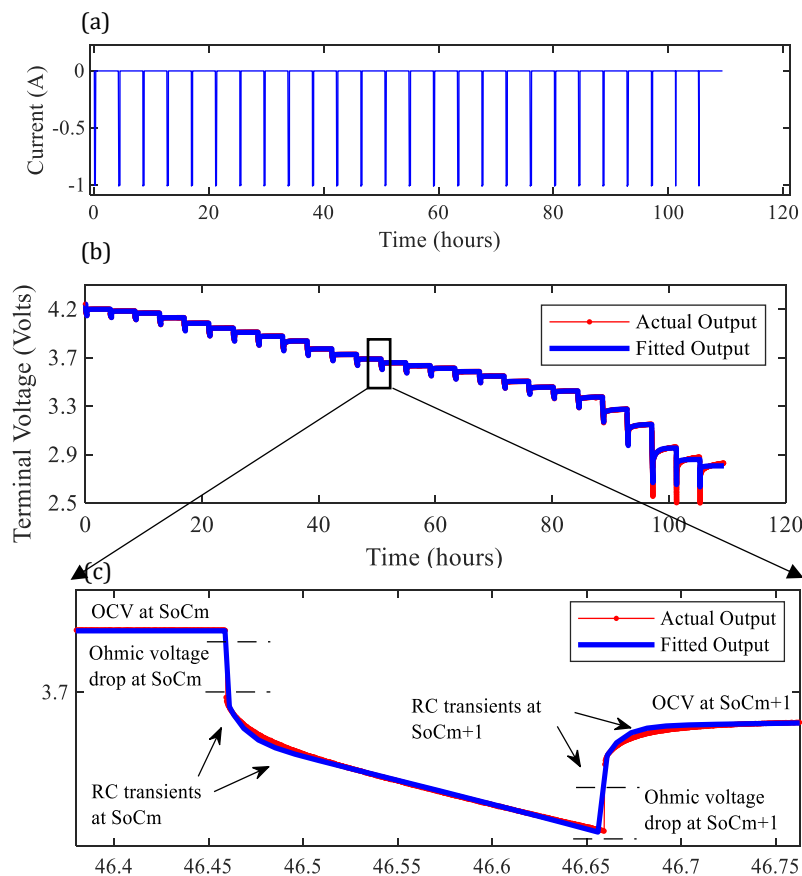 (a)
Current (A)
0
-0.5
-1
0 20 40 60 80 100 120
Time (hours)
(b)
Terminal Voltage (Volts)
4.2
3.7
3.3
2.9
2.5
Actual Output
Fitted Output
0 20 40 60 80 100 120
Time (hours)
(c)
OCV at SoCm
Ohmic voltage
drop at SoCm
3.7
RC transients
at SoCm
Actual Output
Fitted Output
RC transients at
SoCm+1
OCV at SoCm+1
Ohmic voltage
drop at SoCm+1
46.4 46.45 46.5 46.55 46.6 46.65 46.7 46.75